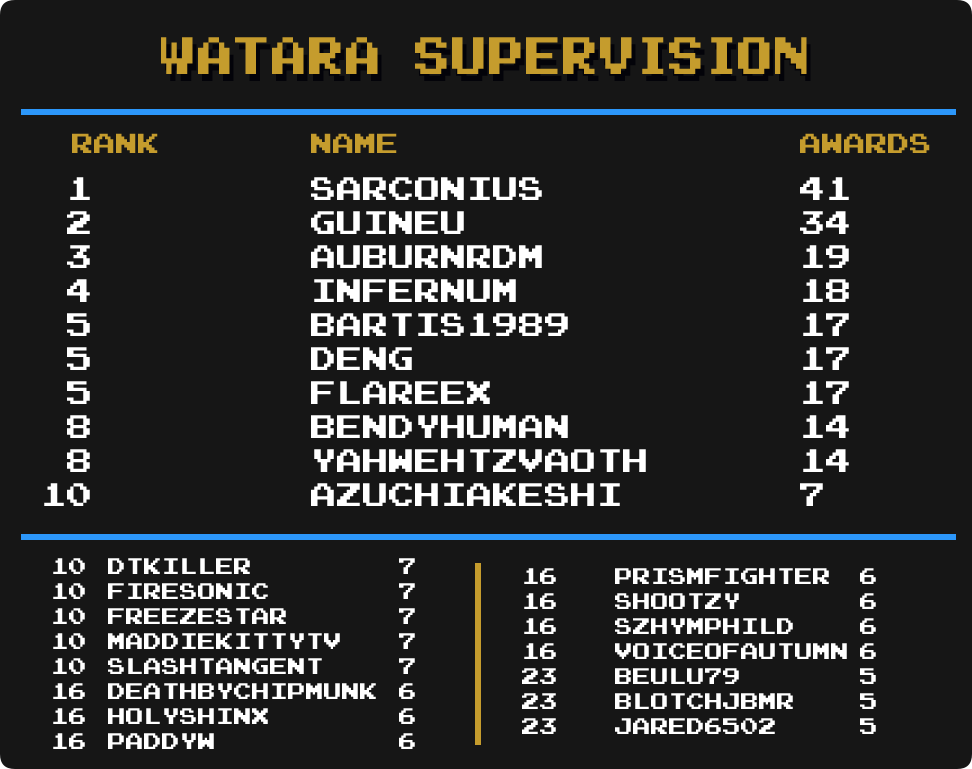 WATARA SUPERVISION
RANK NAME AWARDS
1 SARCONIUS 41
2 GUINEU 34
3 AUBURNRDM 19
4 INFERNUM 18
5 BARTIS1989 17
5 DENG 17
5 FLAREEX 17
8 BENDYHUMAN 14
8 YAHWEHTZVAOTH 14
10 AZUCHIAKESHI 7
10 DTKILLER 7
10 FIRESONIC 7
10 FREEZESTAR 7
10 MADDIEKITTYTV 7
10 SLASHTANGENT 7
16 DEATHBYCHIPMUNK 6
16 HOLYSHINX 6
16 PADDYW 6
16 PRISMFIGHTER 6
16 SHOOTZY 6
16 SZHYMPHILD 6
16 VOICEOFAUTUMN 6
23 BEULU79 5
23 BLOTCHJBMR 5
23 JARED6502 5